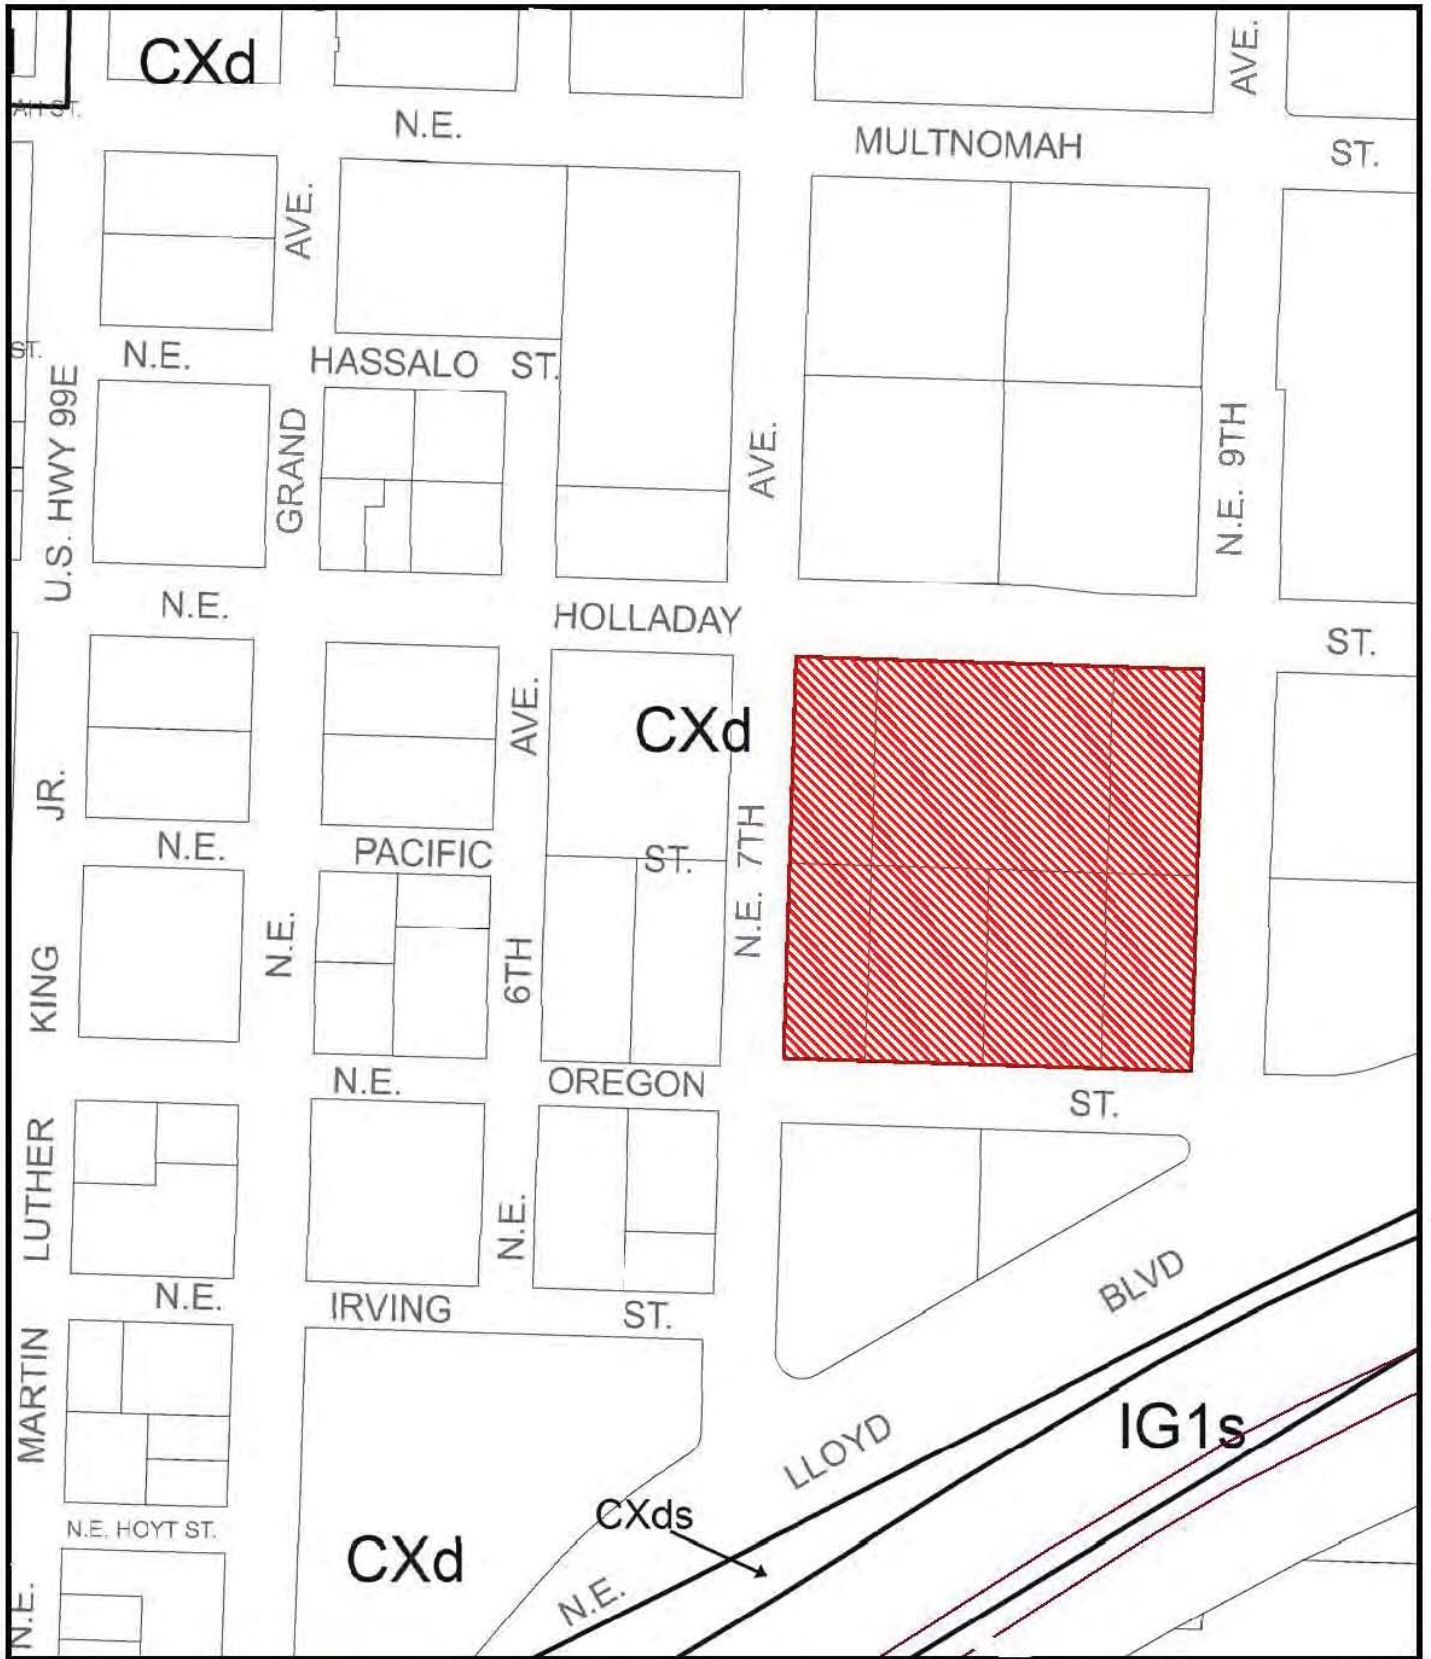 CXd
AVE.
N.E.
MULTNOMAH
ST.
AVE.
ST.
N.E.
HASSALO ST.
U.S. HWY 99E
GRAND
AVE.
N.E. 9TH
N.E.
HOLLADAY
ST.
AVE.
CXd
JR.
N.E.
PACIFIC
ST.
N.E. 7TH
N.E.
6TH
KING
N.E.
OREGON
ST.
LUTHER
N.E.
N.E.
IRVING
ST.
BLVD
MARTIN
LLOYD
IG1s
CXds
N.E. HOYT ST.
CXd
N.E.
N.E.